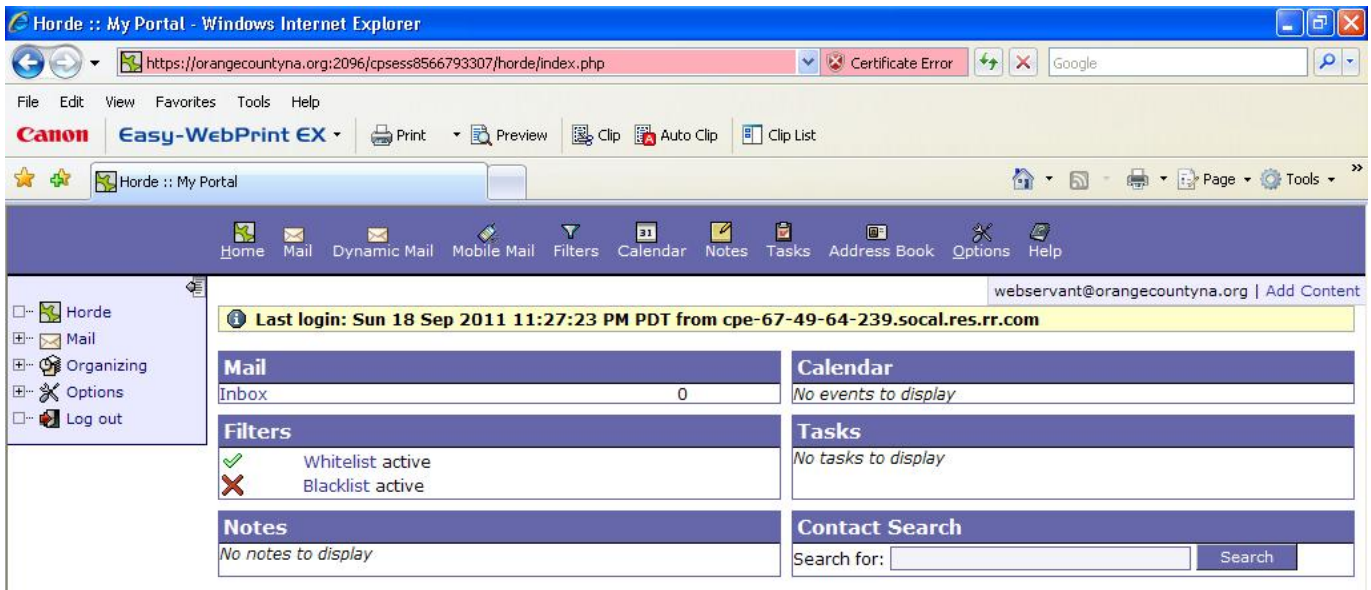 Horde :: My Portal - Windows Internet Explorer
https://orangecountyna.org:2096/cpsess8566793307/horde/index.php Certificate Error Google
File Edit View Favorites Tools Help
Canon Easy-WebPrint EX Print Preview Clip Auto Clip Clip List
Horde :: My Portal Page Tools »
31
Home Mail Dynamic Mail Mobile Mail Filters Calendar Notes Tasks Address Book Options Help
webservant@orangecountyna.org | Add Content
Horde
Mail
Organizing
Options
Log out
Last login: Sun 18 Sep 2011 11:27:23 PM PDT from cpe-67-49-64-239.socal.res.rr.com
Mail
Inbox 0
Calendar
No events to display
Filters
Whitelist active
Blacklist active
Tasks
No tasks to display
Notes
No notes to display
Contact Search
Search for: Search